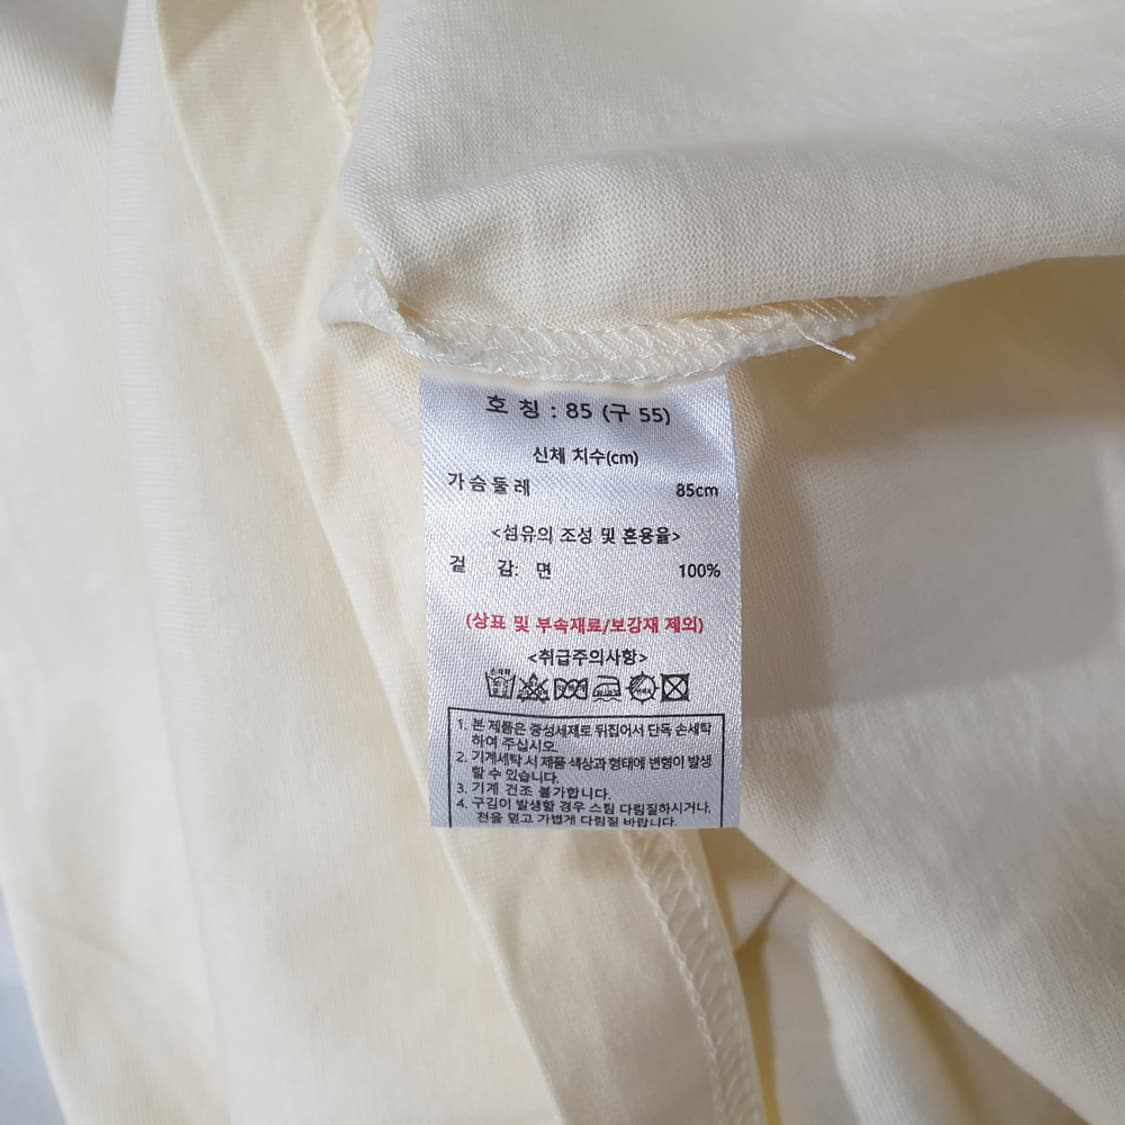 호 칭 : 85 (구 55)
신체 치수(cm)
가슴둘레 85cm
<섬유의 조성 및 혼용율>
겉 감: 면 100%
(상표 및 부속재료/보강재 제외)
<취급주의사항>
1. 본 제품은 중성세제로 뒤집어서 단독 손세탁
하여 주십시오.
2. 기계세탁 시 제품 색상과 형태에 변형이 발생
할 수 있습니다.
3. 기계 건조 불가합니다.
4. 구김이 발생할 경우 스팀 다림질하시거나,
천을 덮고 가볍게 다림질 바랍니다.